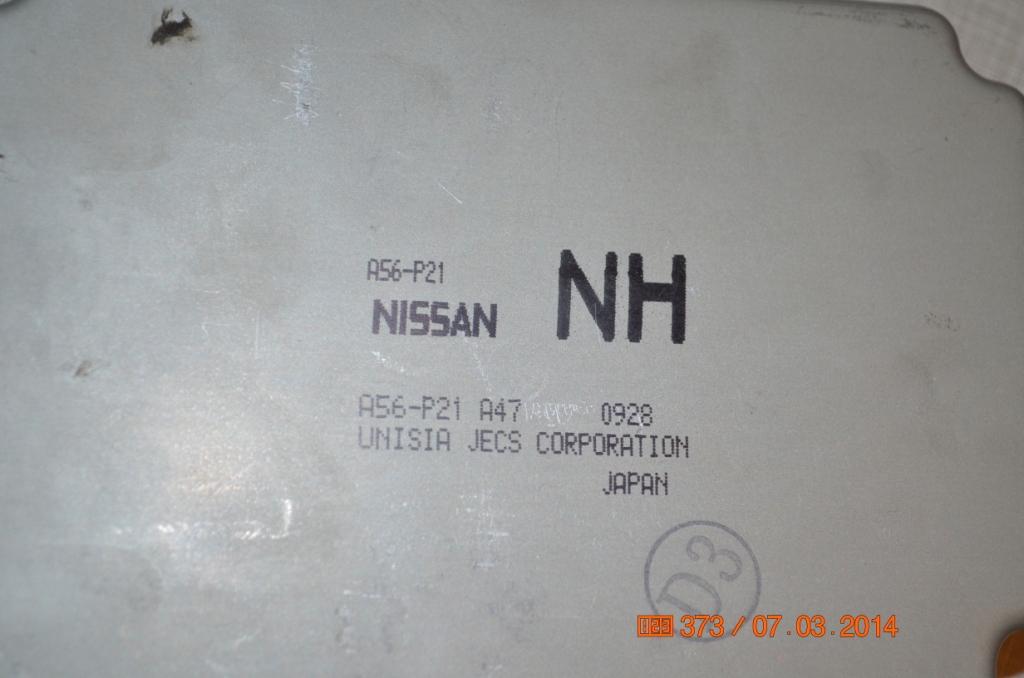 A56-P21
NISSAN NH
A56-P21 A47 0928
UNISIA JECS CORPORATION
JAPAN
D3
373 / 07.03.2014